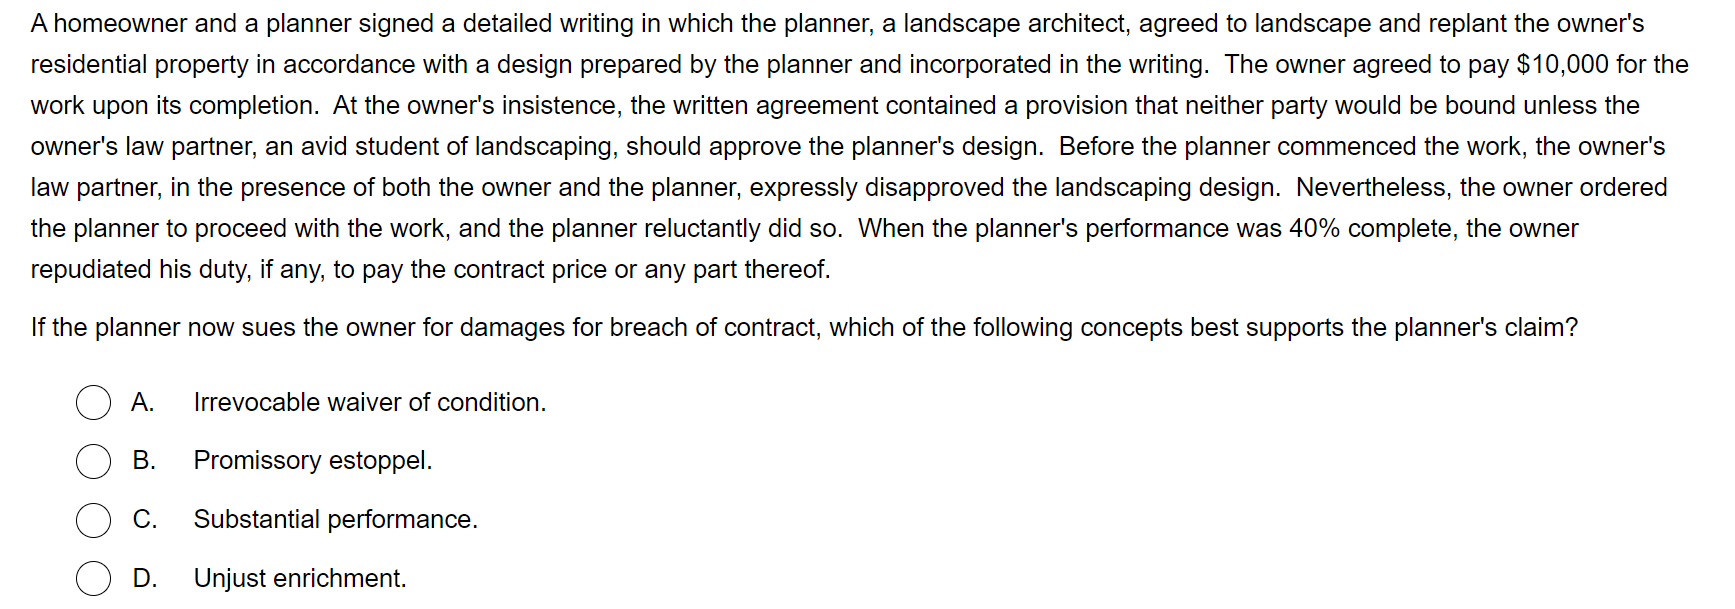 A homeowner and a planner signed a detailed writing in which the planner, a landscape architect, agreed to landscape and replant the owner's
residential property in accordance with a design prepared by the planner and incorporated in the writing.  The owner agreed to pay $10,000 for the
work upon its completion.  At the owner's insistence, the written agreement contained a provision that neither party would be bound unless the
owner's law partner, an avid student of landscaping, should approve the planner's design.  Before the planner commenced the work, the owner's
law partner, in the presence of both the owner and the planner, expressly disapproved the landscaping design.  Nevertheless, the owner ordered
the planner to proceed with the work, and the planner reluctantly did so.  When the planner's performance was 40% complete, the owner
repudiated his duty, if any, to pay the contract price or any part thereof.
If the planner now sues the owner for damages for breach of contract, which of the following concepts best supports the planner's claim?
A. Irrevocable waiver of condition.
B. Promissory estoppel.
C. Substantial performance.
D. Unjust enrichment.